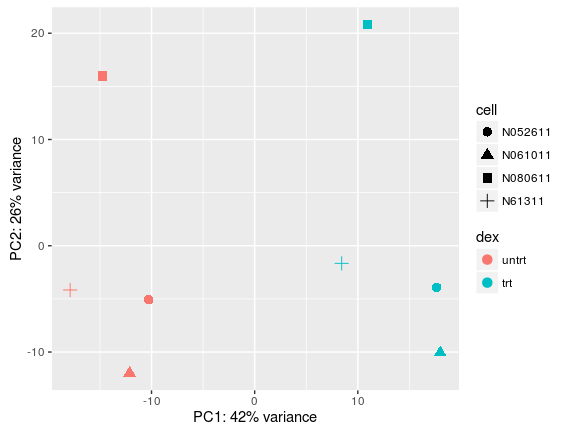 20
10
0
-10
-10
0
10
PC1: 42% variance
PC2: 26% variance
cell
N052611
N061011
N080611
N61311
dex
untrt
trt